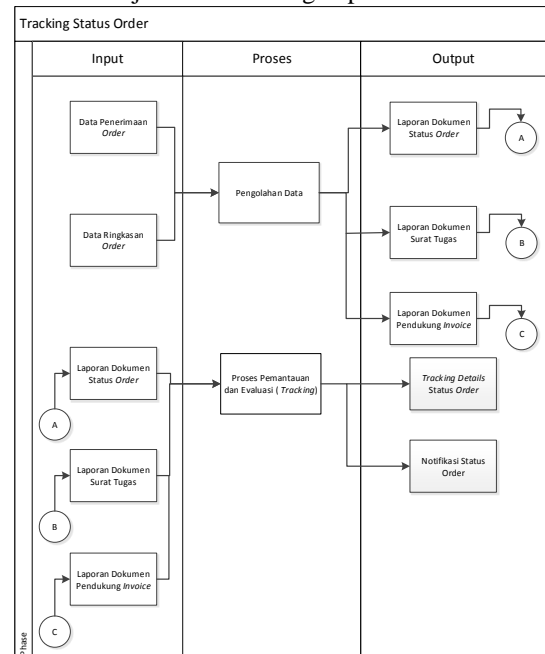 Tracking Status Order
Input
Proses
Output
Data Penerimaan
Order
Pengolahan Data
Laporan Dokumen
Status Order
A
Data Ringkasan
Order
Laporan Dokumen
Surat Tugas
B
Laporan Dokumen
Pendukung Invoice
C
Laporan Dokumen
Status Order
A
Proses Pemantauan
dan Evaluasi ( Tracking)
Tracking Details
Status Order
Laporan Dokumen
Surat Tugas
B
Notifikasi Status
Order
Laporan Dokumen
Pendukung Invoice
C
Phase